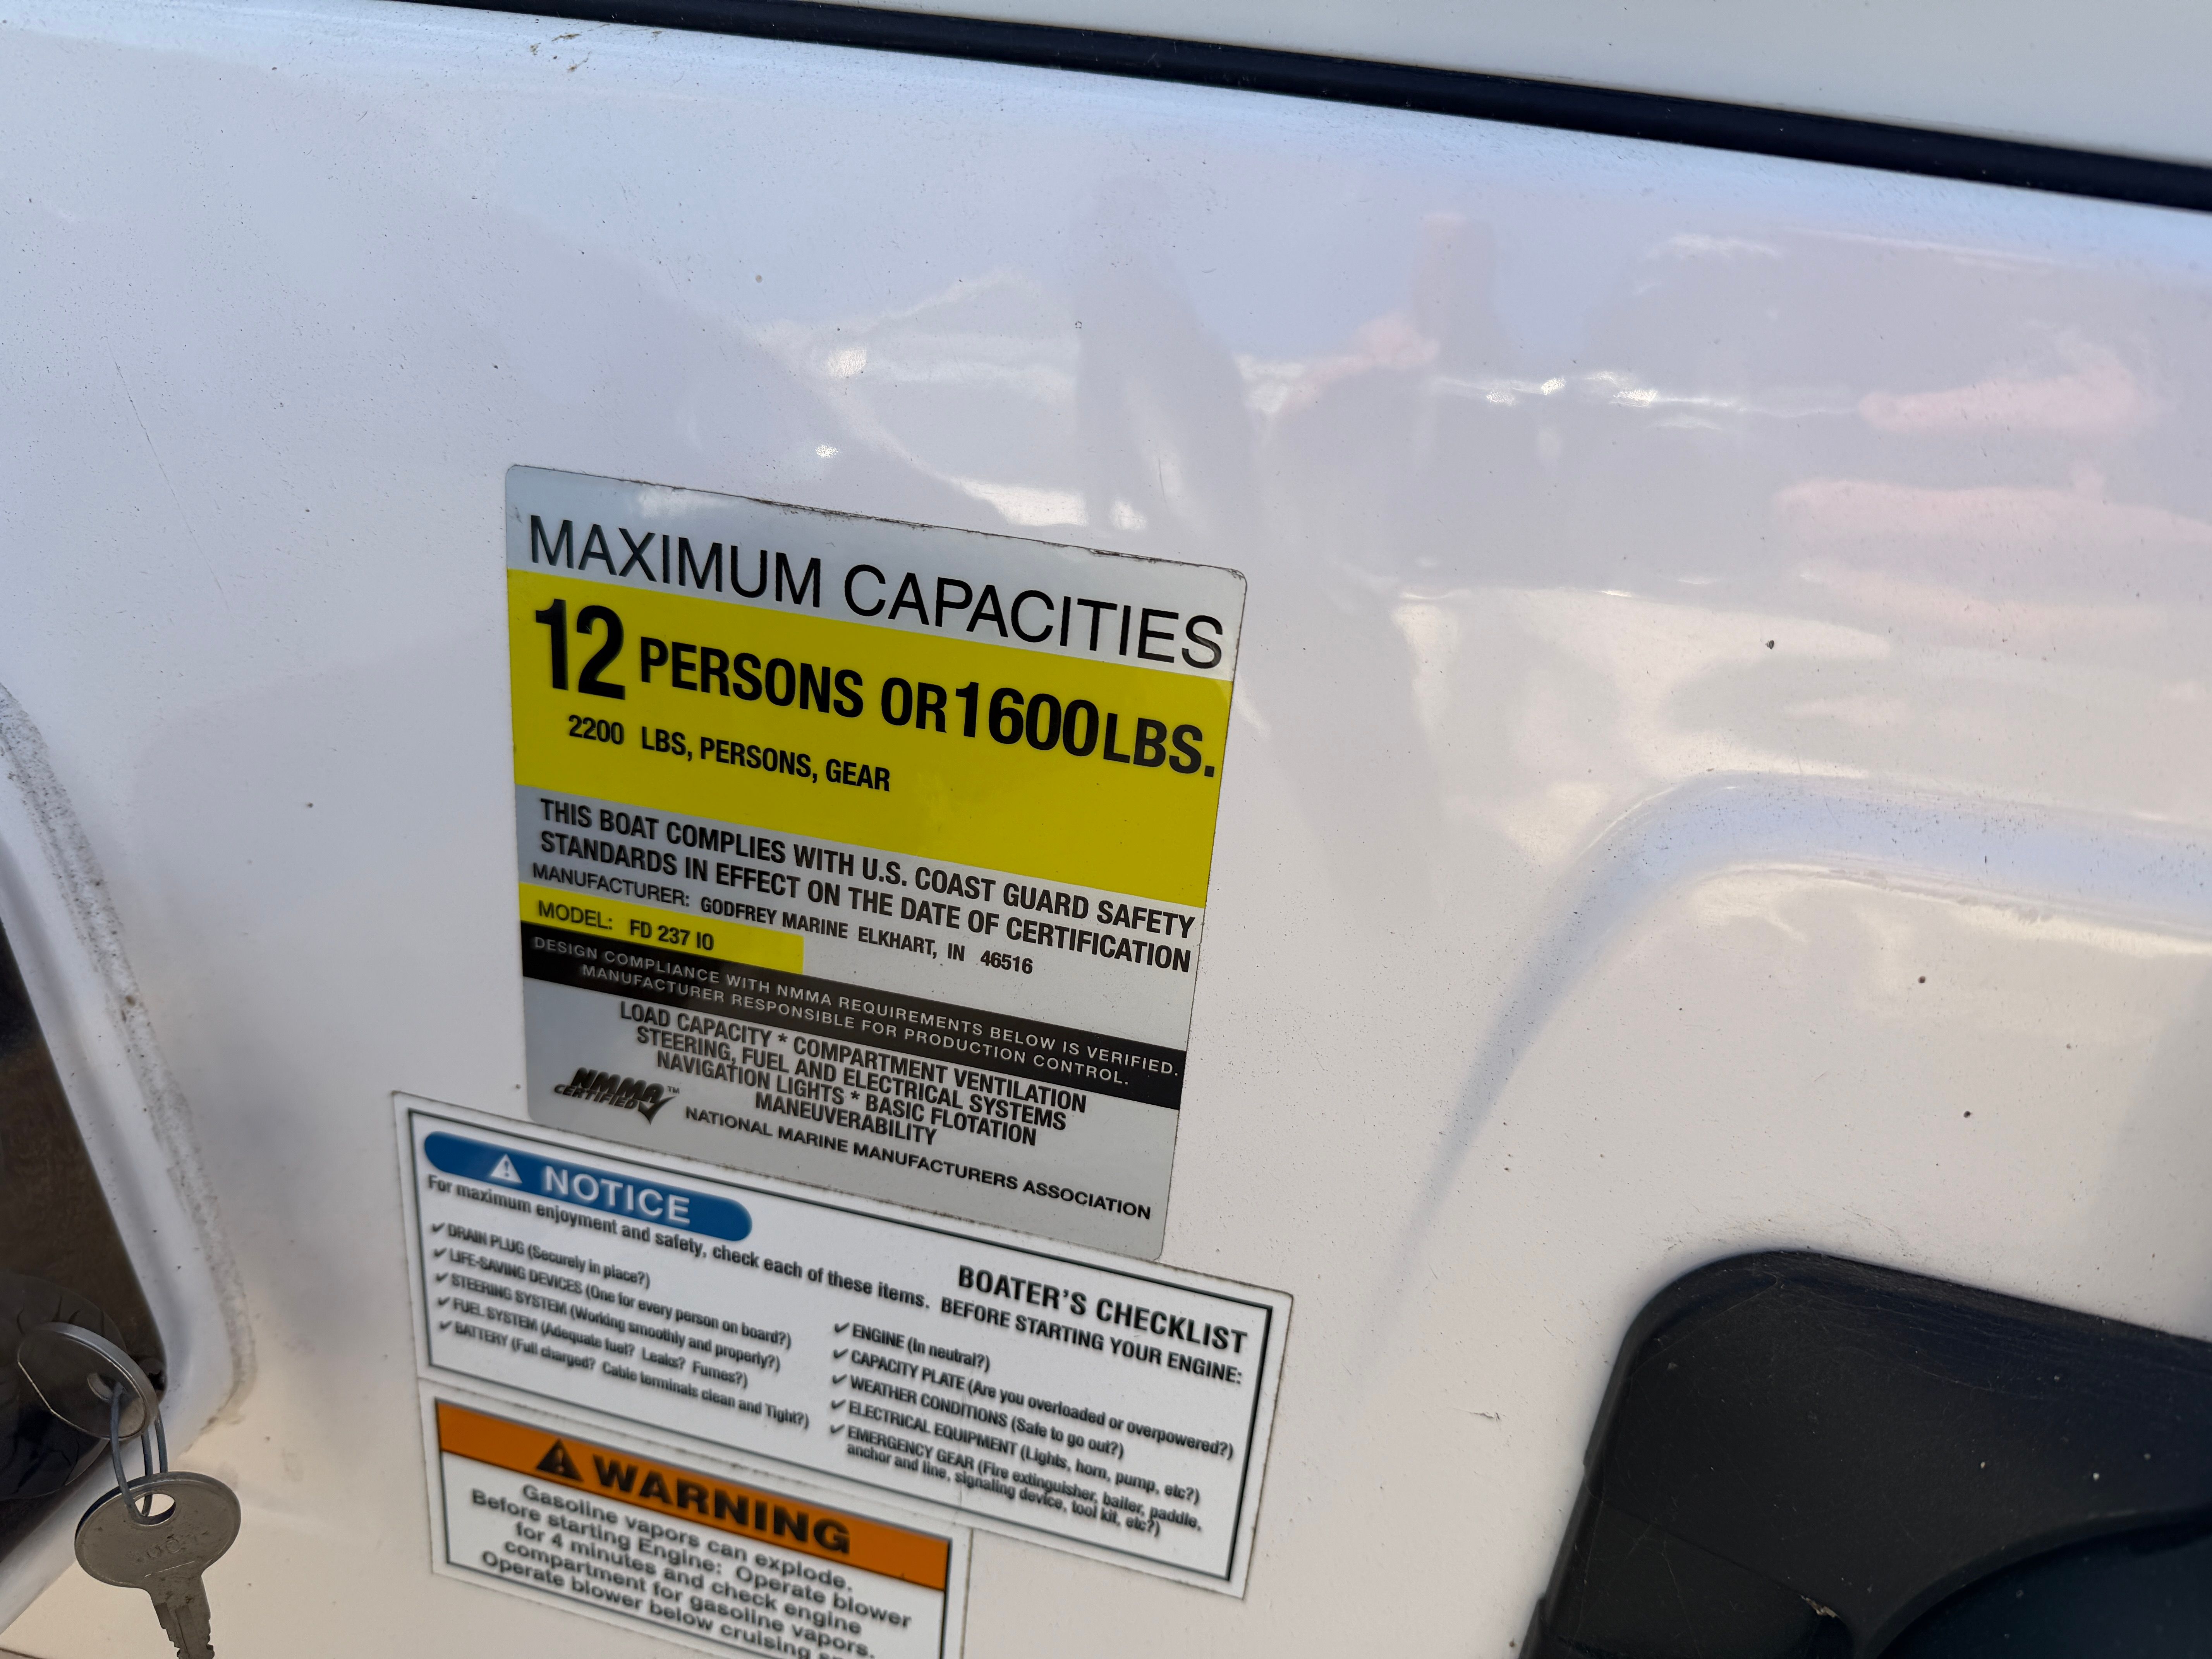 MAXIMUM CAPACITIES
12 PERSONS OR 1600 LBS.
2200 LBS, PERSONS, GEAR
THIS BOAT COMPLIES WITH U.S. COAST GUARD SAFETY
STANDARDS IN EFFECT ON THE DATE OF CERTIFICATION
MANUFACTURER: GODFREY MARINE ELKHART, IN 46516
MODEL: FD 237 IO
DESIGN COMPLIANCE WITH NMMA REQUIREMENTS BELOW IS VERIFIED.
MANUFACTURER RESPONSIBLE FOR PRODUCTION CONTROL.
LOAD CAPACITY * COMPARTMENT VENTILATION
STEERING, FUEL AND ELECTRICAL SYSTEMS
NAVIGATION LIGHTS * BASIC FLOTATION
MANEUVERABILITY
NMMA™
CERTIFIED
NATIONAL MARINE MANUFACTURERS ASSOCIATION
⚠ NOTICE
BOATER'S CHECKLIST
For maximum enjoyment and safety, check each of these items. BEFORE STARTING YOUR ENGINE:
✔ DRAIN PLUG (Securely in place?)
✔ LIFE-SAVING DEVICES (One for every person on board?)
✔ STEERING SYSTEM (Working smoothly and properly?)
✔ FUEL SYSTEM (Adequate fuel? Leaks? Fumes?)
✔ BATTERY (Full charged? Cable terminals clean and Tight?)
✔ ENGINE (In neutral?)
✔ CAPACITY PLATE (Are you overloaded or overpowered?)
✔ WEATHER CONDITIONS (Safe to go out?)
✔ ELECTRICAL EQUIPMENT (Lights, horn, pump, etc?)
✔ EMERGENCY GEAR (Fire extinguisher, bailer, paddle,
anchor and line, signaling device, tool kit, etc?)
⚠ WARNING
Gasoline vapors can explode.
Before starting Engine: Operate blower
for 4 minutes and check engine
compartment for gasoline vapors.
Operate blower below cruising